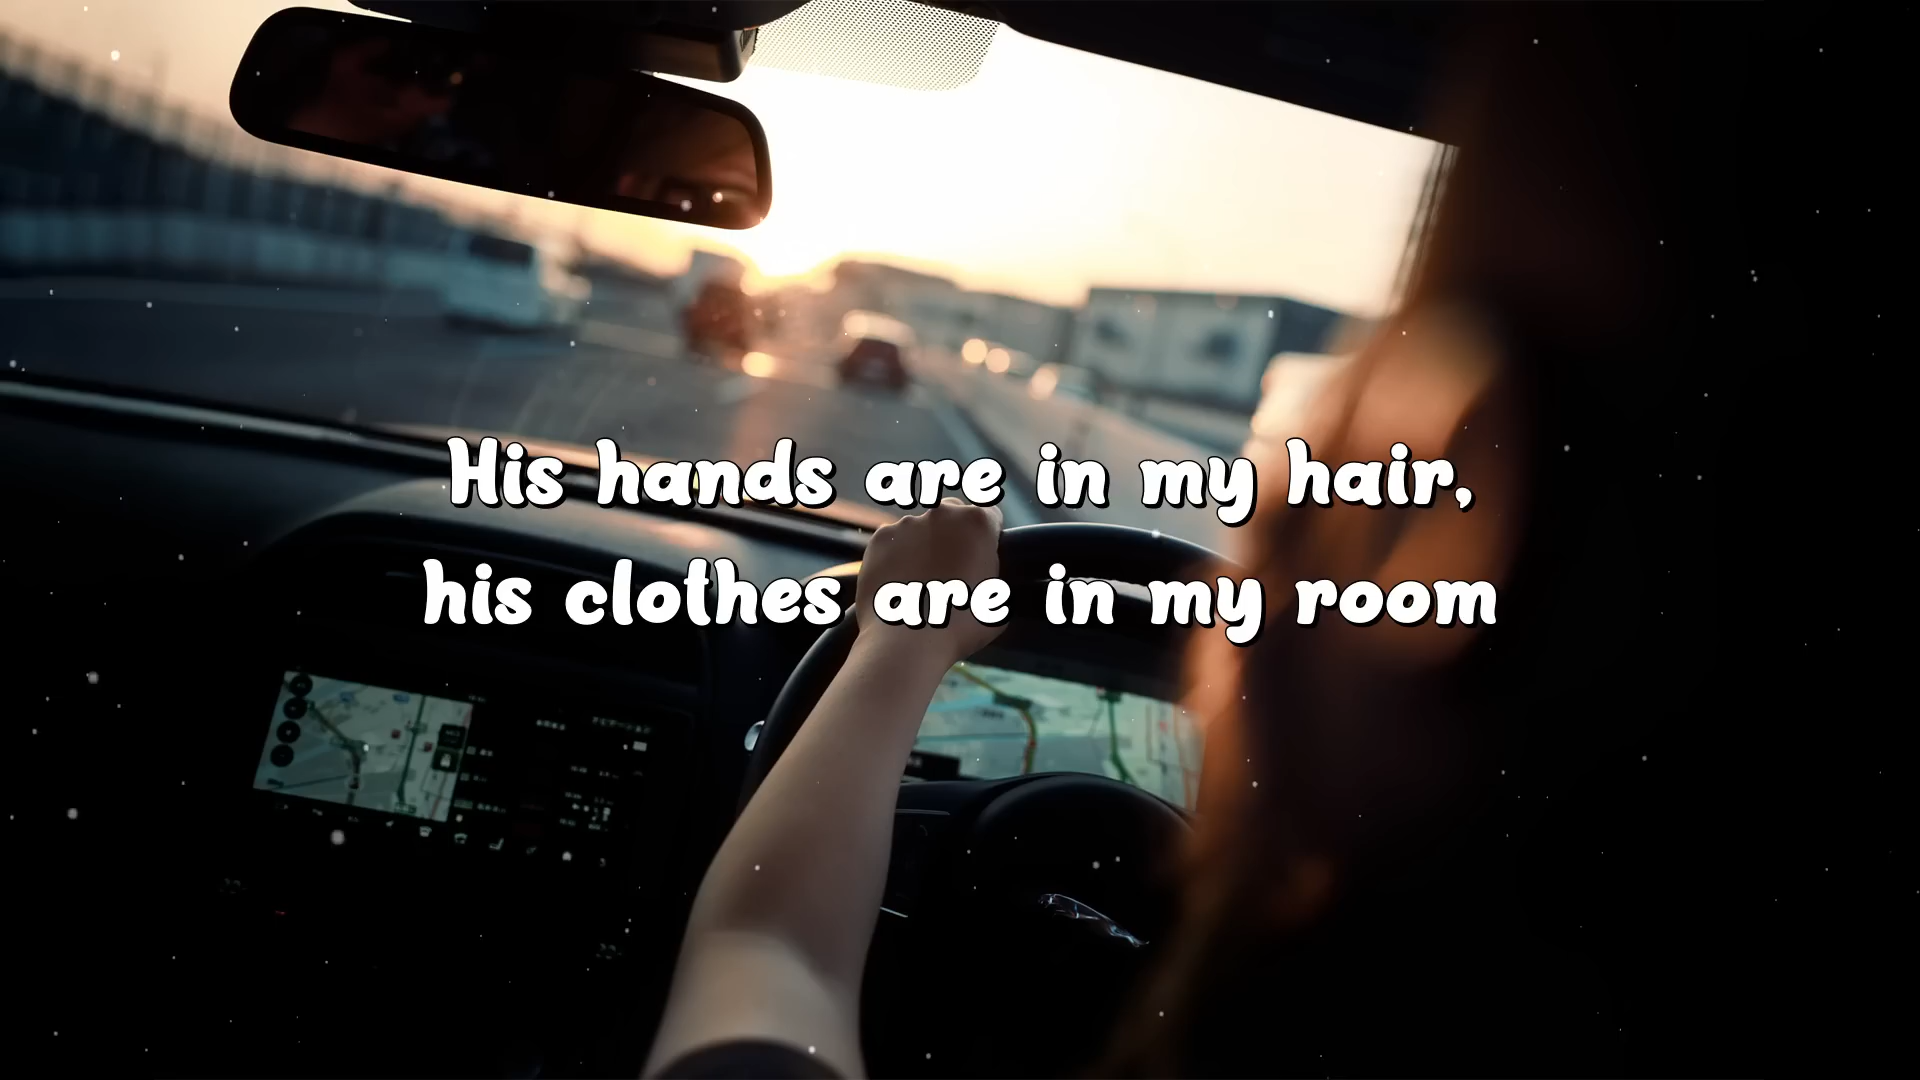 His hands are in my hair,
his clothes are in my room